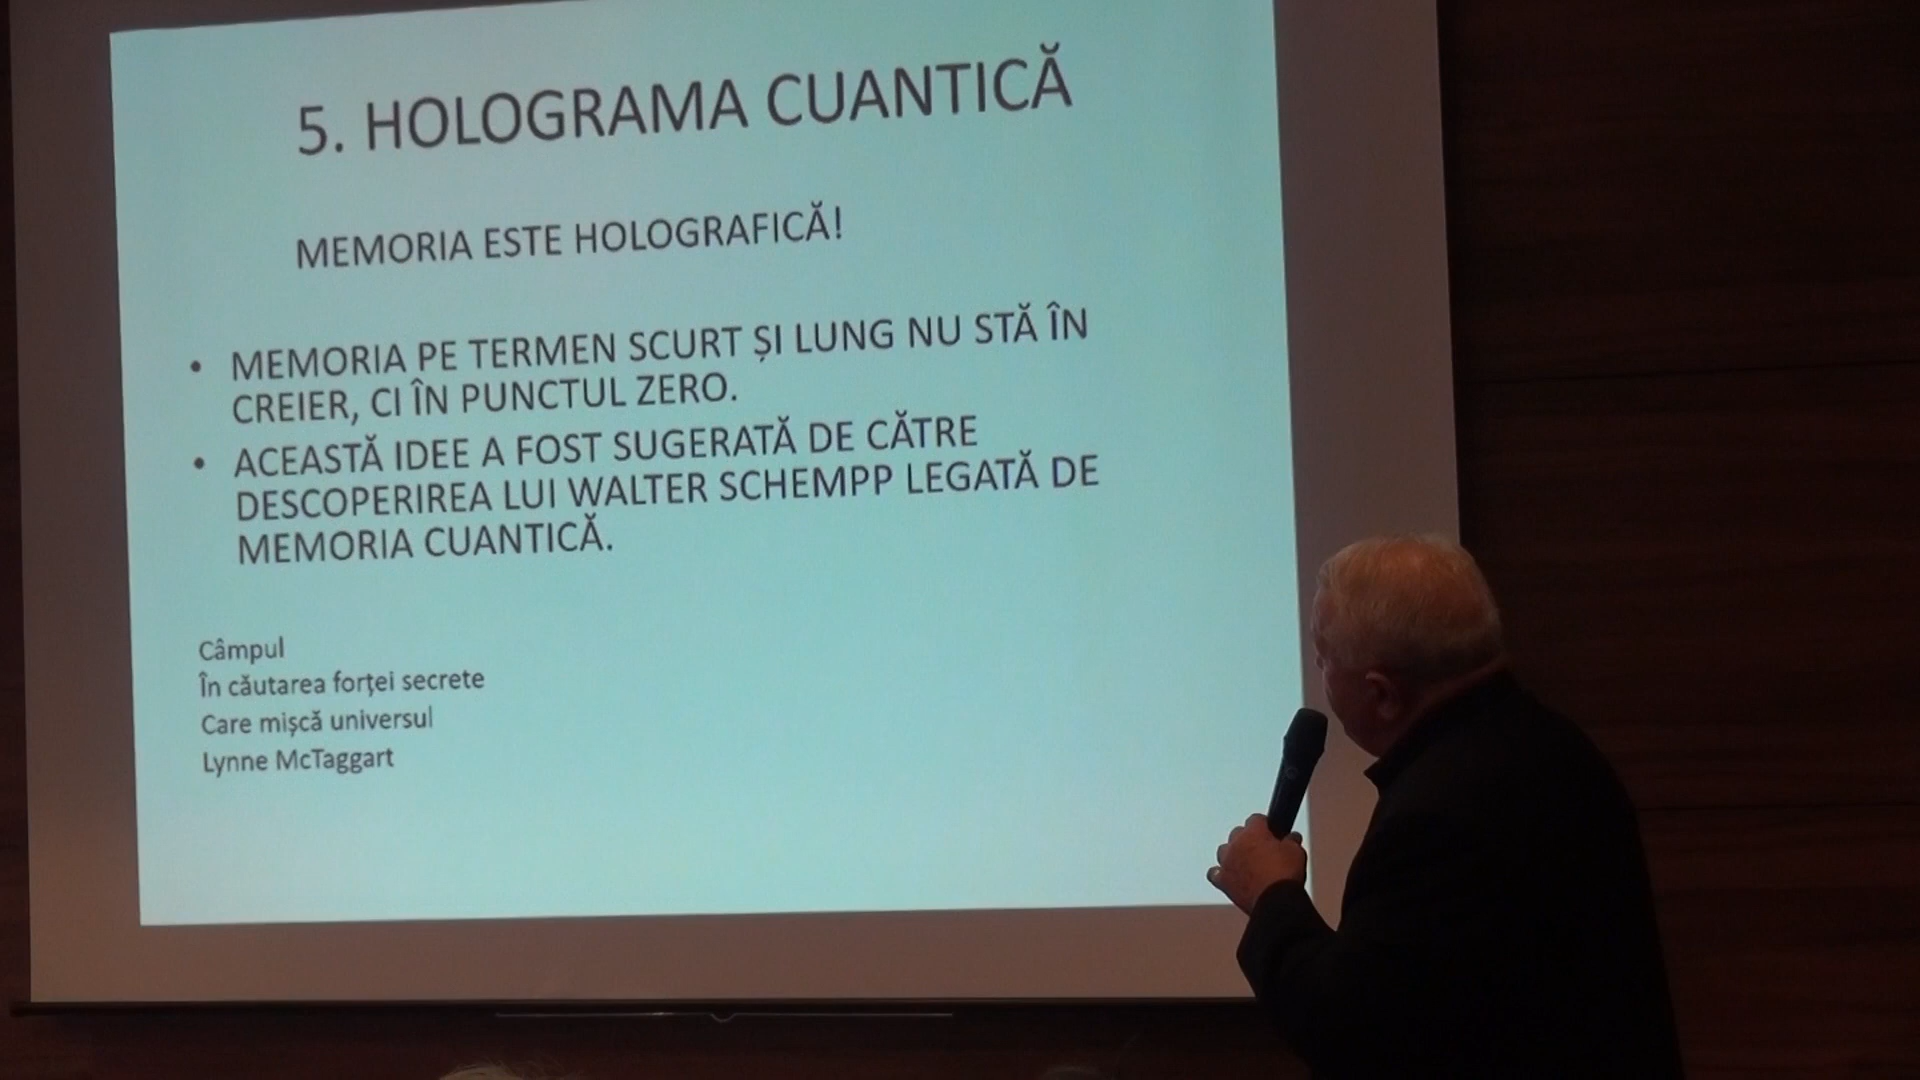 5. HOLOGRAMA CUANTICĂ
MEMORIA ESTE HOLOGRAFICĂ!
• MEMORIA PE TERMEN SCURT ȘI LUNG NU STĂ ÎN
CREIER, CI ÎN PUNCTUL ZERO.
• ACEASTĂ IDEE A FOST SUGERATĂ DE CĂTRE
DESCOPERIREA LUI WALTER SCHEMPP LEGATĂ DE
MEMORIA CUANTICĂ.
Câmpul
În căutarea forței secrete
Care mișcă universul
Lynne McTaggart